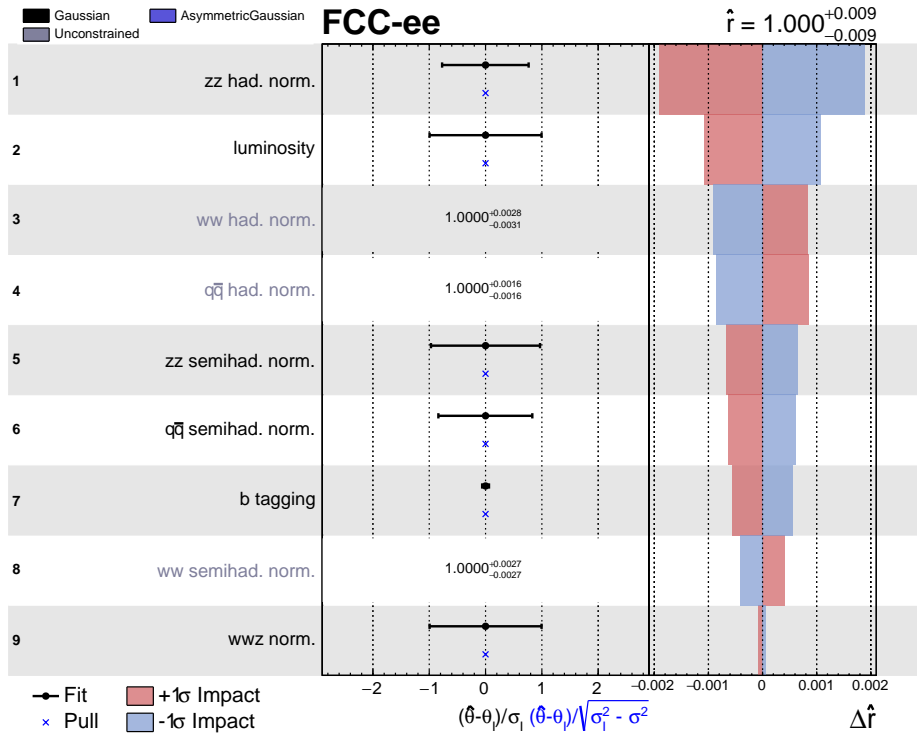 Gaussian AsymmetricGaussian
Unconstrained
FCC-ee
r̂ = 1.000 +0.009 −0.009
1 zz had. norm.
2 luminosity
3 ww had. norm. 1.0000 +0.0028 −0.0031
4 qq̅ had. norm. 1.0000 +0.0016 −0.0016
5 zz semihad. norm.
6 qq̅ semihad. norm.
7 b tagging
8 ww semihad. norm. 1.0000 +0.0027 −0.0027
9 wwz norm.
−2 −1 0 1 2 −0.002 −0.001 0 0.001 0.002
Fit +1σ Impact
Pull -1σ Impact
(θ̂-θI)/σI (θ̂-θI)/√σI² - σ²
Δr̂